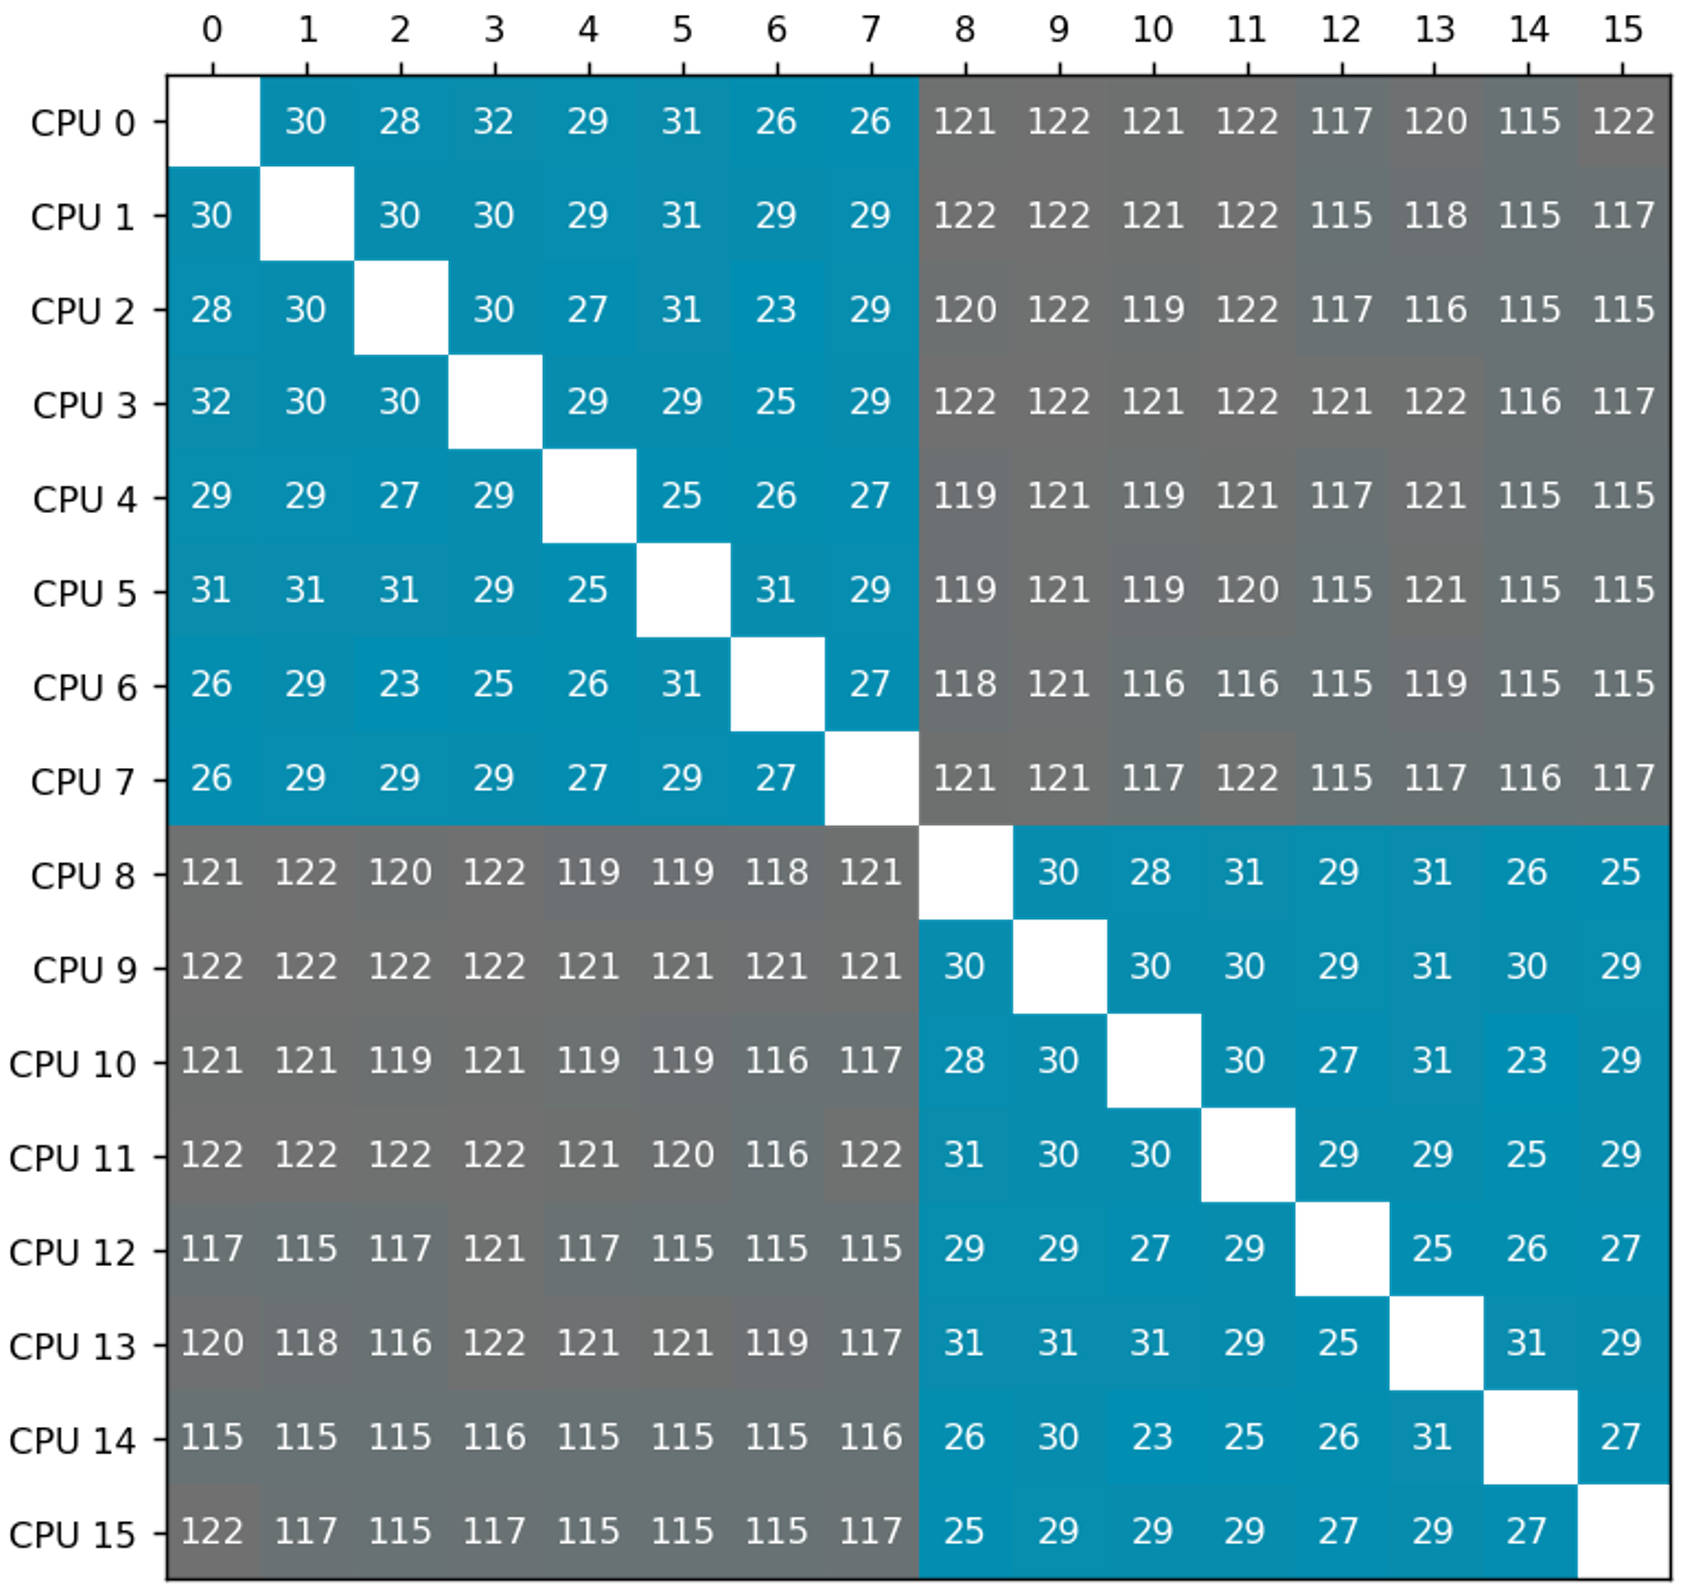 0 1 2 3 4 5 6 7 8 9 10 11 12 13 14 15
CPU 0 30 28 32 29 31 26 26 121 122 121 122 117 120 115 122
CPU 1 30 30 30 29 31 29 29 122 122 121 122 115 118 115 117
CPU 2 28 30 30 27 31 23 29 120 122 119 122 117 116 115 115
CPU 3 32 30 30 29 29 25 29 122 122 121 122 121 122 116 117
CPU 4 29 29 27 29 25 26 27 119 121 119 121 117 121 115 115
CPU 5 31 31 31 29 25 31 29 119 121 119 120 115 121 115 115
CPU 6 26 29 23 25 26 31 27 118 121 116 116 115 119 115 115
CPU 7 26 29 29 29 27 29 27 121 121 117 122 115 117 116 117
CPU 8 121 122 120 122 119 119 118 121 30 28 31 29 31 26 25
CPU 9 122 122 122 122 121 121 121 121 30 30 30 29 31 30 29
CPU 10 121 121 119 121 119 119 116 117 28 30 30 27 31 23 29
CPU 11 122 122 122 122 121 120 116 122 31 30 30 29 29 25 29
CPU 12 117 115 117 121 117 115 115 115 29 29 27 29 25 26 27
CPU 13 120 118 116 122 121 121 119 117 31 31 31 29 25 31 29
CPU 14 115 115 115 116 115 115 115 116 26 30 23 25 26 31 27
CPU 15 122 117 115 117 115 115 115 117 25 29 29 29 27 29 27